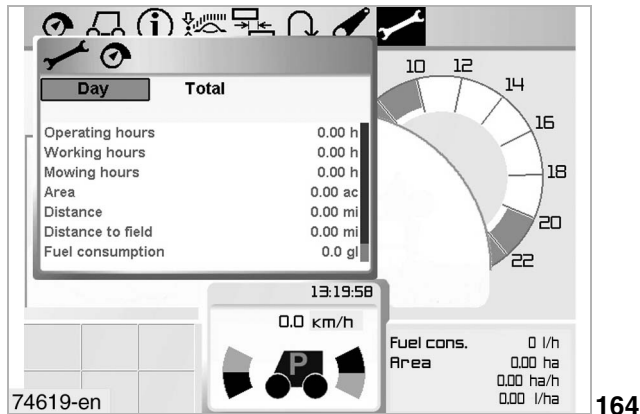 10 12
14
16
18
20
22
Day Total
Operating hours 0.00 h
Working hours 0.00 h
Mowing hours 0.00 h
Area 0.00 ac
Distance 0.00 mi
Distance to field 0.00 mi
Fuel consumption 0.0 gl
13:19:58
0.0 km/h
P
Fuel cons. 0 l/h
Area 0,00 ha
0,00 ha/h
0,00 l/ha
74619-en
164